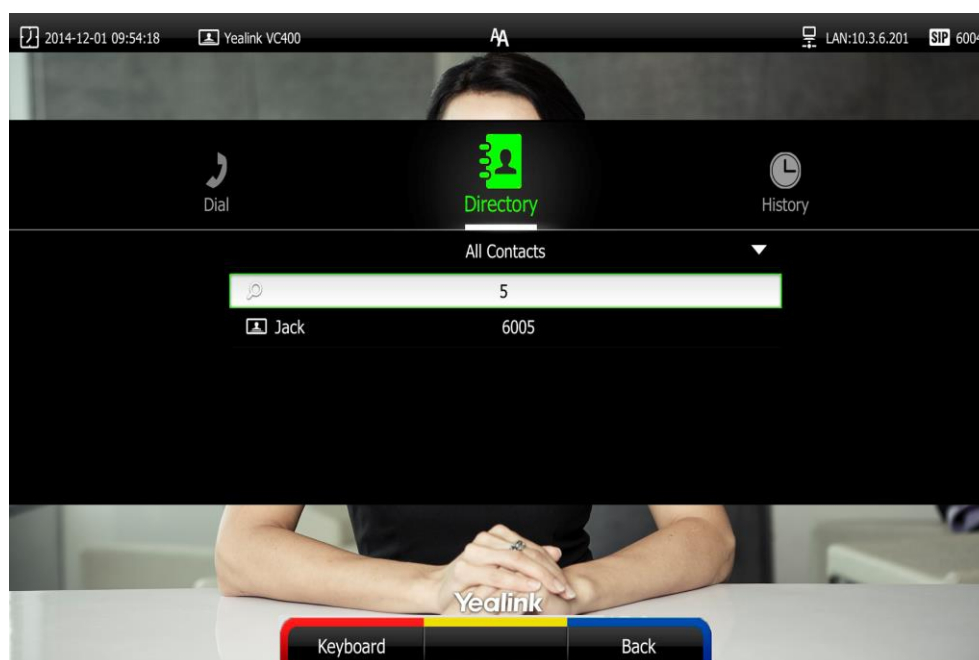 2014-12-01 09:54:18 Yealink VC400 AA LAN:10.3.6.201 SIP 6004
Dial Directory History
All Contacts
5
Jack 6005
Yealink
Keyboard Back